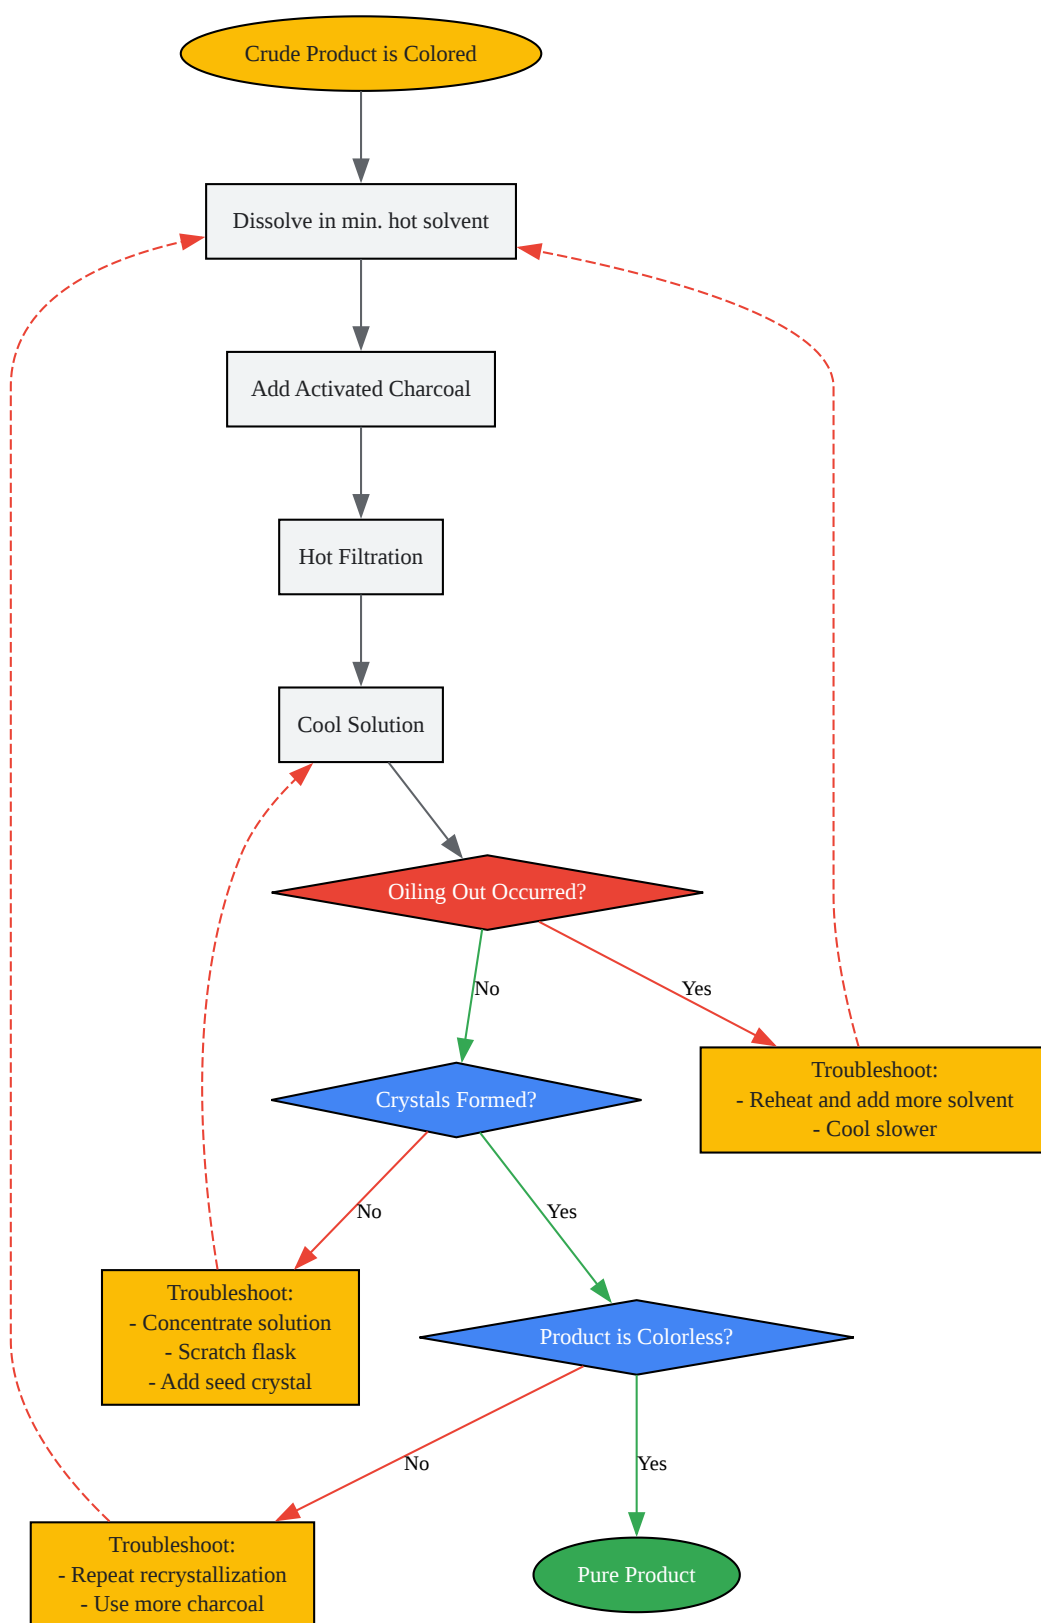 Crude Product is Colored
Dissolve in min. hot solvent
Add Activated Charcoal
Hot Filtration
Cool Solution
Oiling Out Occurred?
No
Yes
Crystals Formed?
Troubleshoot:
- Reheat and add more solvent
- Cool slower
No
Yes
Troubleshoot:
- Concentrate solution
- Scratch flask
- Add seed crystal
Product is Colorless?
No
Yes
Troubleshoot:
- Repeat recrystallization
- Use more charcoal
Pure Product